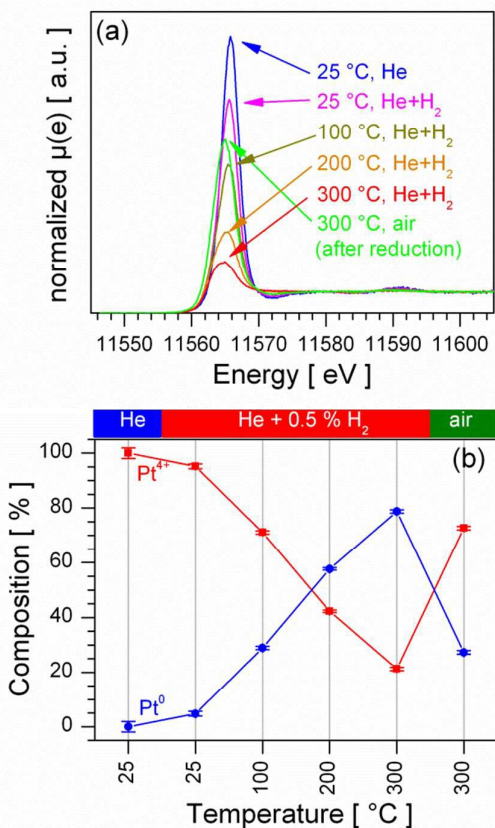 (a)
25 °C, He
25 °C, He+H₂
100 °C, He+H₂
200 °C, He+H₂
300 °C, He+H₂
300 °C, air
(after reduction)
normalized μ(e) [ a.u. ]
11550 11560 11570 11580 11590 11600
Energy [ eV ]
He He + 0.5 % H₂ air
(b)
Pt⁴⁺
Pt⁰
Composition [ % ]
100
80
60
40
20
0
25 25 100 200 300 300
Temperature [ °C ]